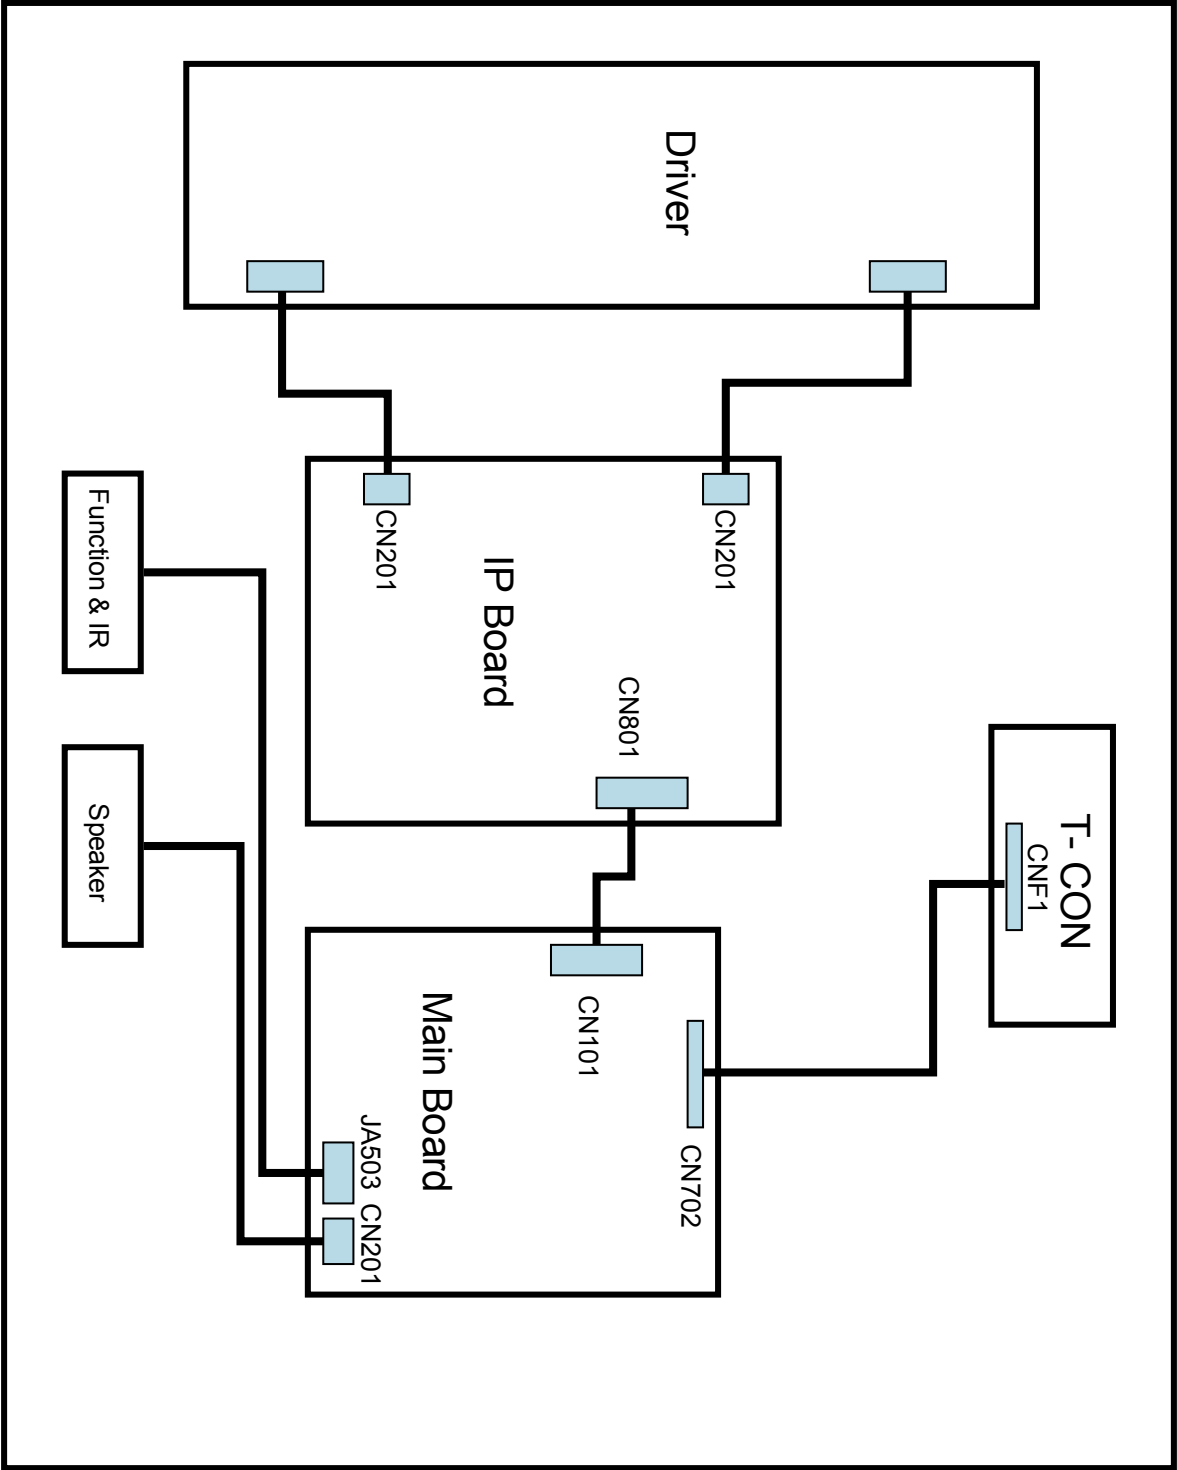 Driver
CN201
CN201
IP Board
CN801
Function & IR
Speaker
T- CON
CNF1
CN101
CN702
Main Board
JA503
CN201